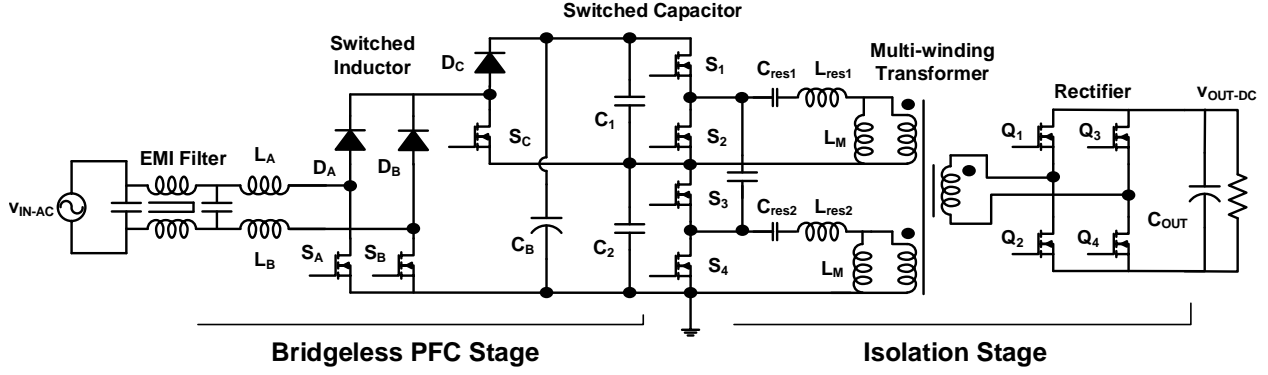 Switched Capacitor
Switched
Inductor
Multi-winding
Transformer
Rectifier
EMI Filter
vIN-AC
LA
LB
DA
DB
SA
SB
DC
SC
CB
C1
C2
S1
S2
S3
S4
Cres1
Lres1
LM
Cres2
Lres2
LM
Q1
Q3
Q2
Q4
COUT
vOUT-DC
Bridgeless PFC Stage
Isolation Stage